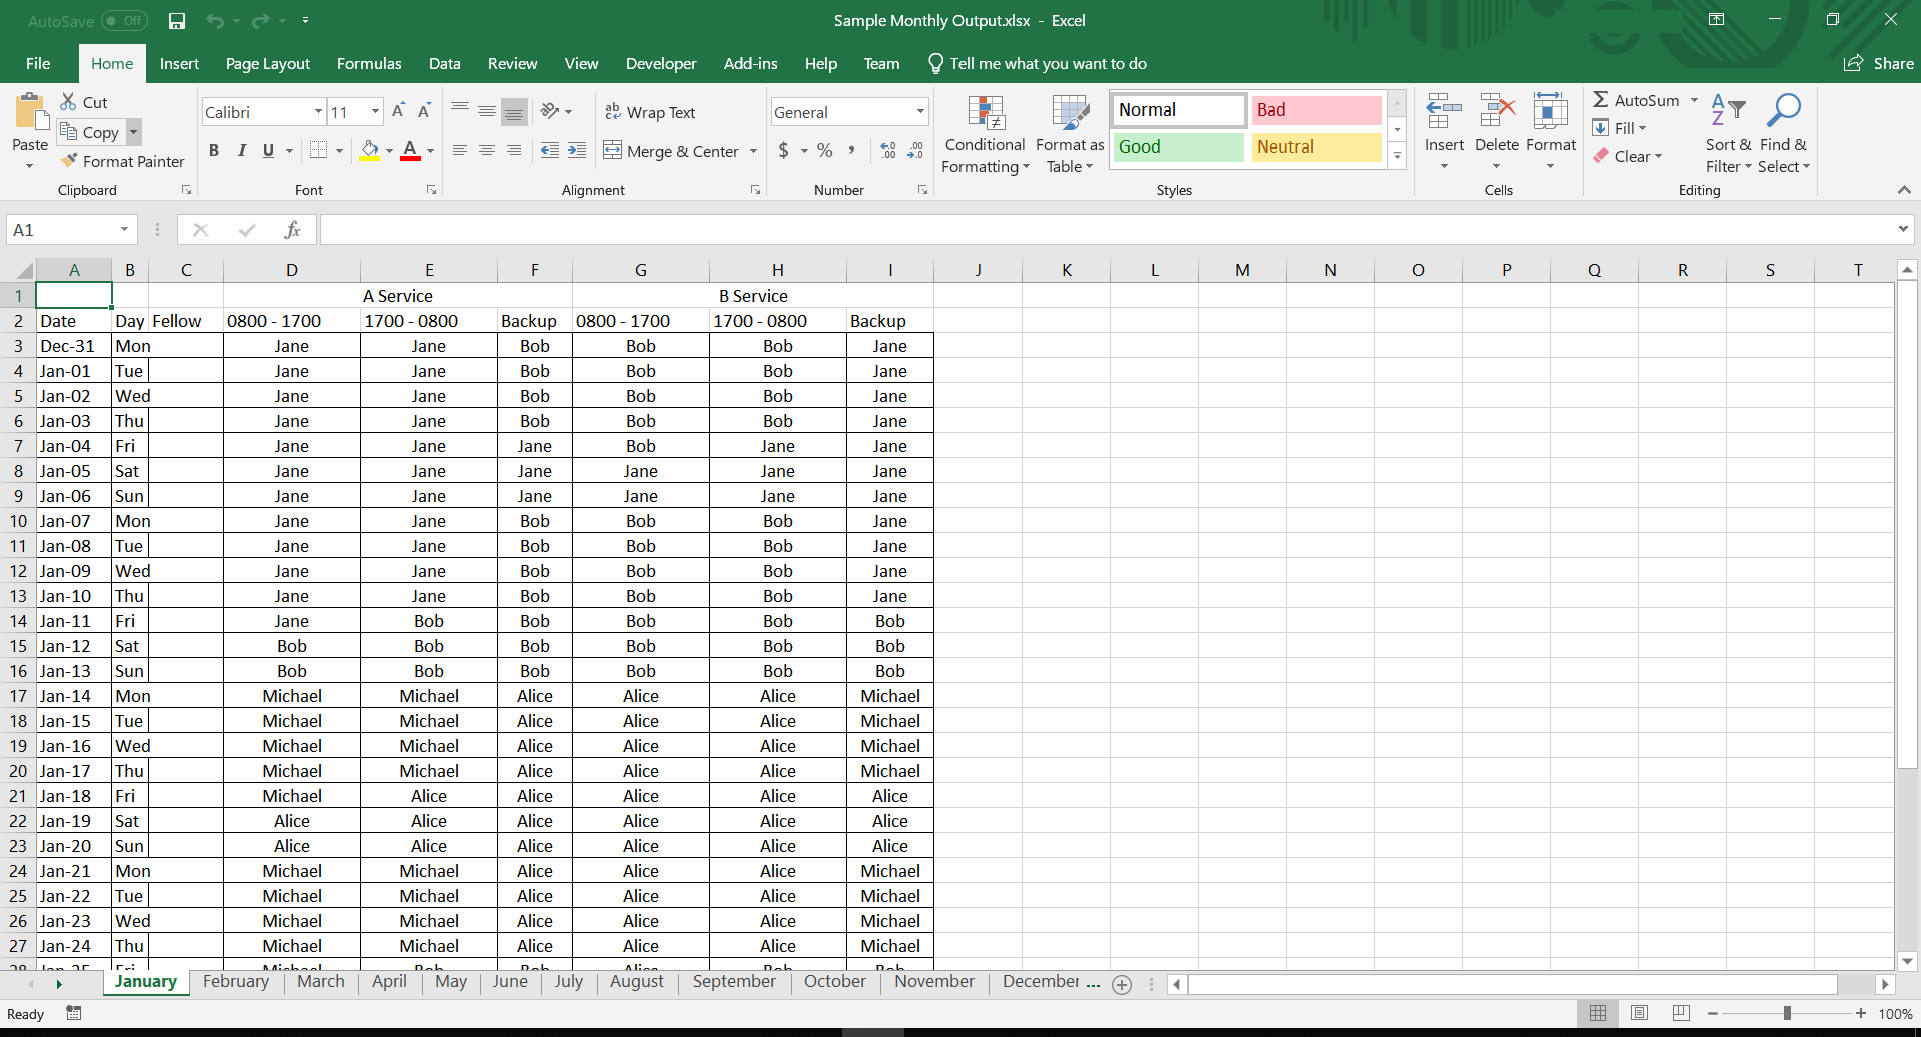 AutoSave Off
Sample Monthly Output.xlsx - Excel
File Home Insert Page Layout Formulas Data Review View Developer Add-ins Help Team Tell me what you want to do Share
Paste
Cut
Copy
Format Painter
Clipboard
Calibri 11
B I U
Font
Wrap Text
Merge & Center
Alignment
General
$ % ,
Number
Conditional Formatting
Format as Table
Normal Bad
Good Neutral
Styles
Insert Delete Format
Cells
AutoSum
Fill
Clear
Sort & Filter
Find & Select
Editing
A1 fx
A B C D E F G H I J K L M N O P Q R S T
1 A Service B Service
2 Date Day Fellow 0800 - 1700 1700 - 0800 Backup 0800 - 1700 1700 - 0800 Backup
3 Dec-31 Mon Jane Jane Bob Bob Bob Jane
4 Jan-01 Tue Jane Jane Bob Bob Bob Jane
5 Jan-02 Wed Jane Jane Bob Bob Bob Jane
6 Jan-03 Thu Jane Jane Bob Bob Bob Jane
7 Jan-04 Fri Jane Jane Jane Bob Jane Jane
8 Jan-05 Sat Jane Jane Jane Jane Jane Jane
9 Jan-06 Sun Jane Jane Jane Jane Jane Jane
10 Jan-07 Mon Jane Jane Bob Bob Bob Jane
11 Jan-08 Tue Jane Jane Bob Bob Bob Jane
12 Jan-09 Wed Jane Jane Bob Bob Bob Jane
13 Jan-10 Thu Jane Jane Bob Bob Bob Jane
14 Jan-11 Fri Jane Bob Bob Bob Bob Bob
15 Jan-12 Sat Bob Bob Bob Bob Bob Bob
16 Jan-13 Sun Bob Bob Bob Bob Bob Bob
17 Jan-14 Mon Michael Michael Alice Alice Alice Michael
18 Jan-15 Tue Michael Michael Alice Alice Alice Michael
19 Jan-16 Wed Michael Michael Alice Alice Alice Michael
20 Jan-17 Thu Michael Michael Alice Alice Alice Michael
21 Jan-18 Fri Michael Alice Alice Alice Alice Alice
22 Jan-19 Sat Alice Alice Alice Alice Alice Alice
23 Jan-20 Sun Alice Alice Alice Alice Alice Alice
24 Jan-21 Mon Michael Michael Alice Alice Alice Michael
25 Jan-22 Tue Michael Michael Alice Alice Alice Michael
26 Jan-23 Wed Michael Michael Alice Alice Alice Michael
27 Jan-24 Thu Michael Michael Alice Alice Alice Michael
28 Jan-25 Fri Michael Bob Bob Alice Bob Bob
January February March April May June July August September October November December ...
Ready 100%